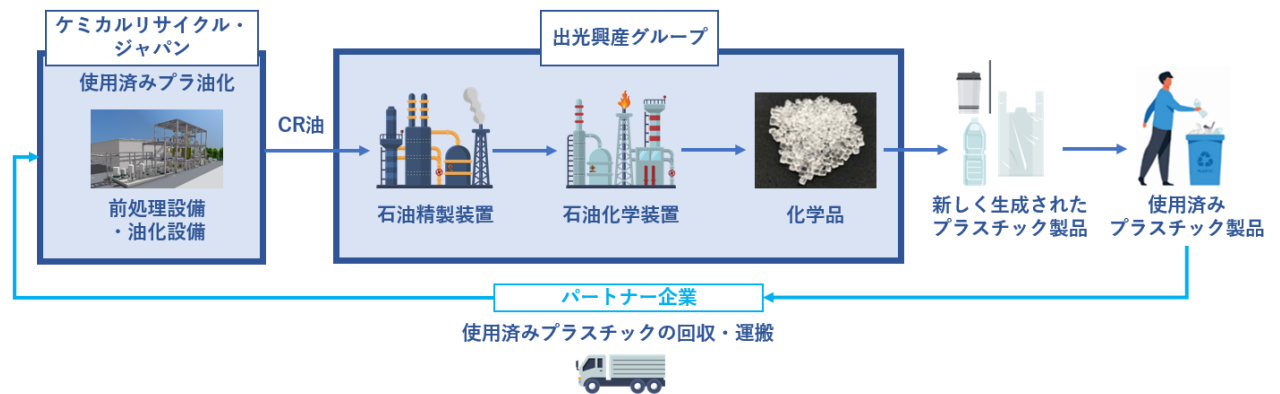 ケミカルリサイクル・
ジャパン
使用済みプラ油化
前処理設備
・油化設備
CR油
出光興産グループ
石油精製装置
石油化学装置
化学品
新しく生成された
プラスチック製品
使用済み
プラスチック製品
パートナー企業
使用済みプラスチックの回収・運搬